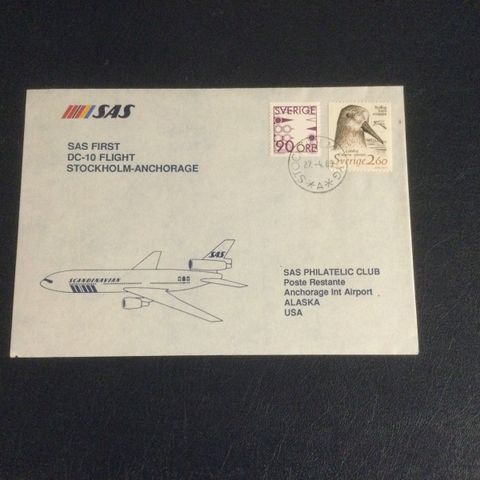 SAS
SAS FIRST
DC-10 FLIGHT
STOCKHOLM-ANCHORAGE
SVERIGE
90 ÖRE
Sverige 2.60
SCANDINAVIAN
SAS
SAS PHILATELIC CLUB
Poste Restante
Anchorage Int Airport
ALASKA
USA